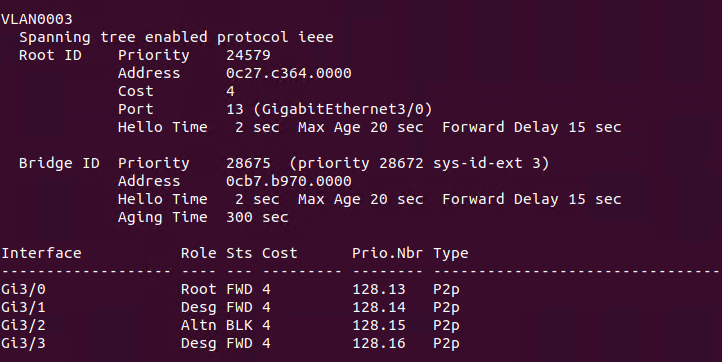 VLAN0003
  Spanning tree enabled protocol ieee
  Root ID    Priority    24579
             Address     0c27.c364.0000
             Cost        4
             Port        13 (GigabitEthernet3/0)
             Hello Time   2 sec  Max Age 20 sec  Forward Delay 15 sec
  Bridge ID  Priority    28675  (priority 28672 sys-id-ext 3)
             Address     0cb7.b970.0000
             Hello Time   2 sec  Max Age 20 sec  Forward Delay 15 sec
             Aging Time  300 sec
Interface           Role Sts Cost      Prio.Nbr Type
------------------- ---- --- --------- -------- --------------------------------
Gi3/0               Root FWD 4         128.13   P2p
Gi3/1               Desg FWD 4         128.14   P2p
Gi3/2               Altn BLK 4         128.15   P2p
Gi3/3               Desg FWD 4         128.16   P2p